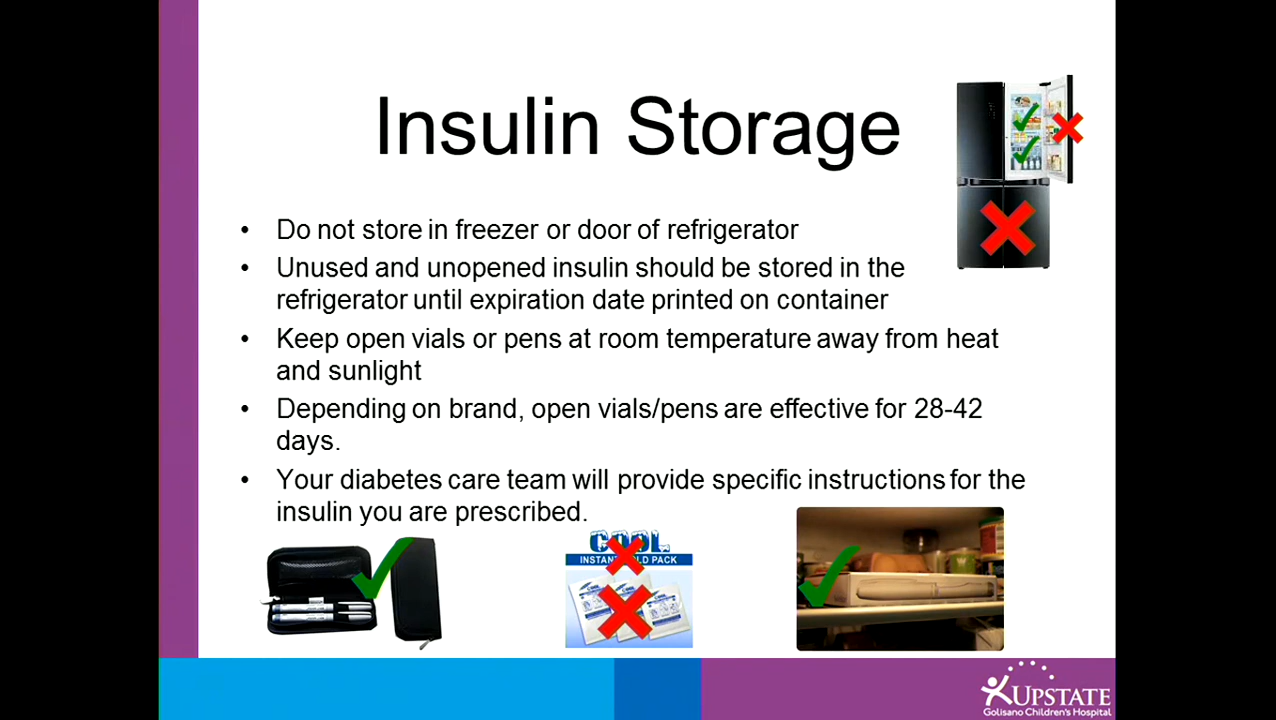 Insulin Storage
• Do not store in freezer or door of refrigerator
• Unused and unopened insulin should be stored in the
refrigerator until expiration date printed on container
• Keep open vials or pens at room temperature away from heat
and sunlight
• Depending on brand, open vials/pens are effective for 28-42
days.
• Your diabetes care team will provide specific instructions for the
insulin you are prescribed.
COOL
PACK
UPSTATE
Golisano Children's Hospital